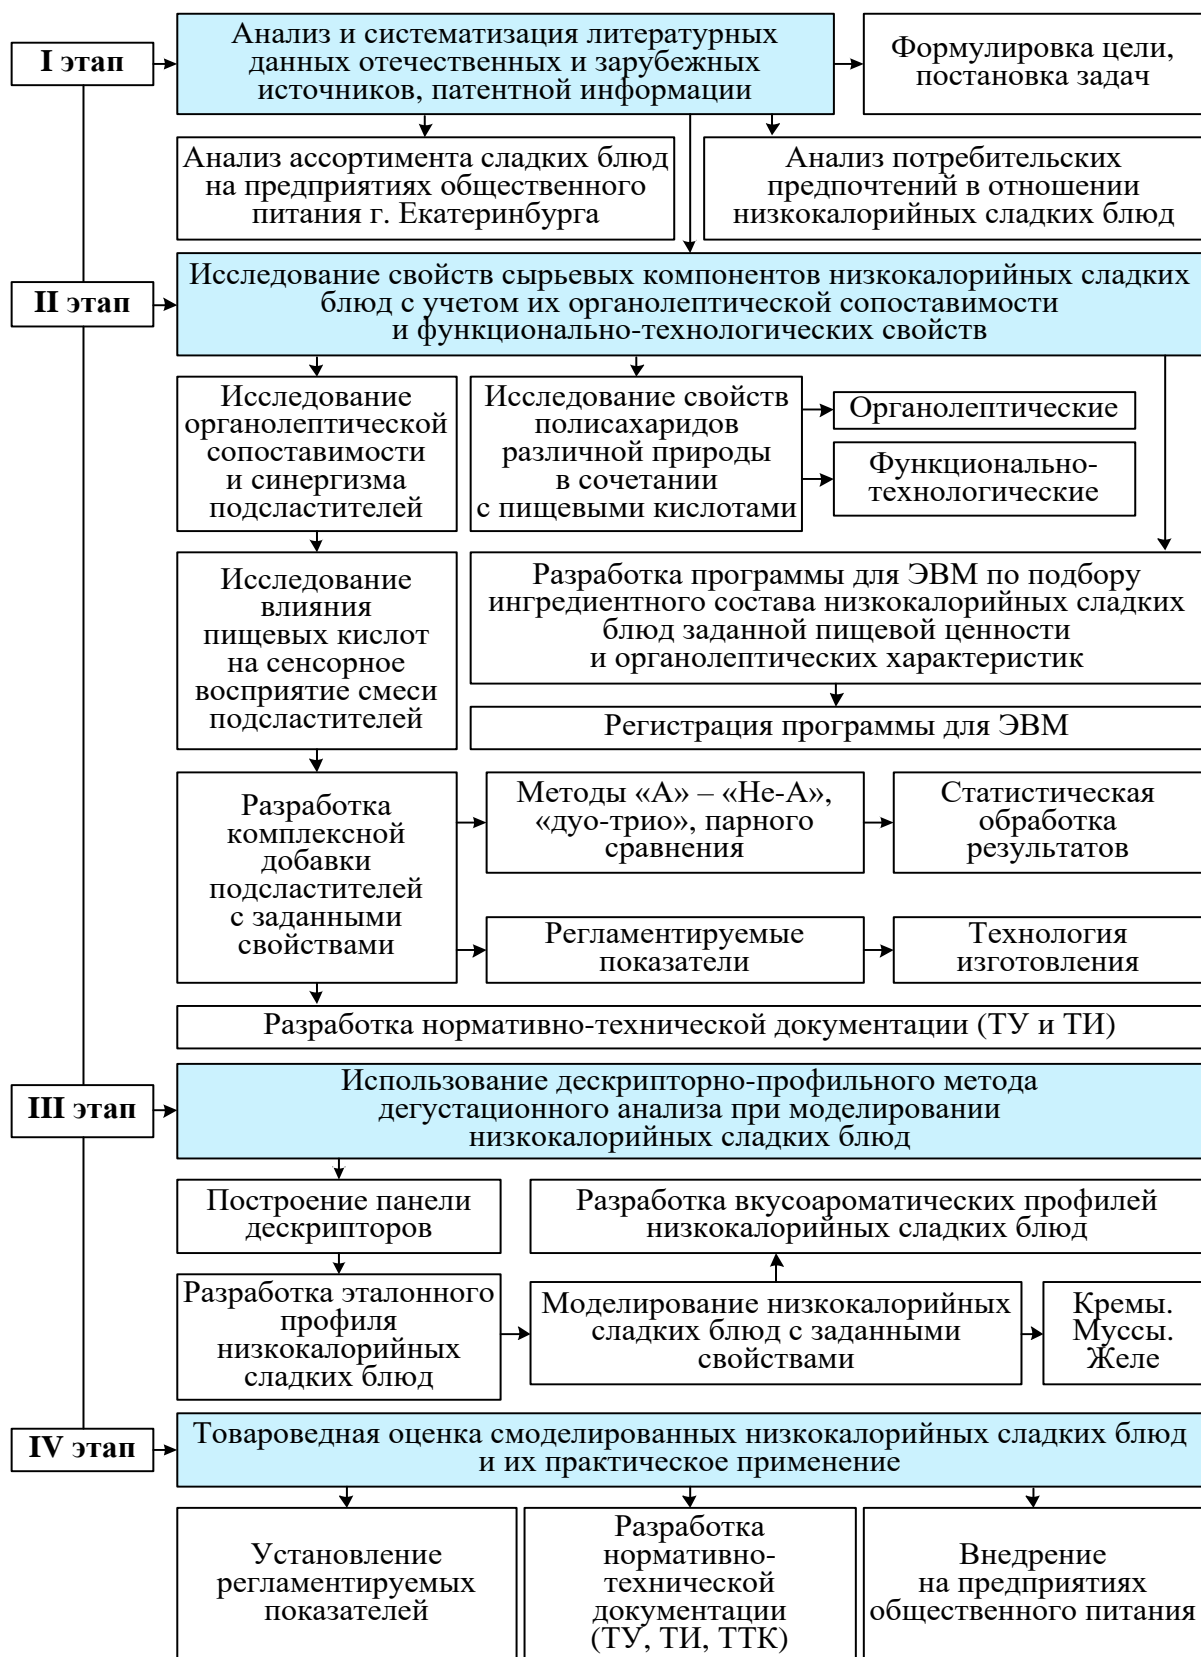 I этап
Анализ и систематизация литературных
данных отечественных и зарубежных
источников, патентной информации
Формулировка цели,
постановка задач
Анализ ассортимента сладких блюд
на предприятиях общественного
питания г. Екатеринбурга
Анализ потребительских
предпочтений в отношении
низкокалорийных сладких блюд
II этап
Исследование свойств сырьевых компонентов низкокалорийных сладких
блюд с учетом их органолептической сопоставимости
и функционально-технологических свойств
Исследование
органолептической
сопоставимости
и синергизма
подсластителей
Исследование свойств
полисахаридов
различной природы
в сочетании
с пищевыми кислотами
Органолептические
Функционально-
технологические
Исследование
влияния
пищевых кислот
на сенсорное
восприятие смеси
подсластителей
Разработка программы для ЭВМ по подбору
ингредиентного состава низкокалорийных сладких
блюд заданной пищевой ценности
и органолептических характеристик
Регистрация программы для ЭВМ
Разработка
комплексной
добавки
подсластителей
с заданными
свойствами
Методы «А» – «Не-А»,
«дуо-трио», парного
сравнения
Статистическая
обработка
результатов
Регламентируемые
показатели
Технология
изготовления
Разработка нормативно-технической документации (ТУ и ТИ)
III этап
Использование дескрипторно-профильного метода
дегустационного анализа при моделировании
низкокалорийных сладких блюд
Построение панели
дескрипторов
Разработка вкусоароматических профилей
низкокалорийных сладких блюд
Разработка эталонного
профиля
низкокалорийных
сладких блюд
Моделирование низкокалорийных
сладких блюд с заданными
свойствами
Кремы.
Муссы.
Желе
IV этап
Товароведная оценка смоделированных низкокалорийных сладких блюд
и их практическое применение
Установление
регламентируемых
показателей
Разработка
нормативно-
технической
документации
(ТУ, ТИ, ТТК)
Внедрение
на предприятиях
общественного питания